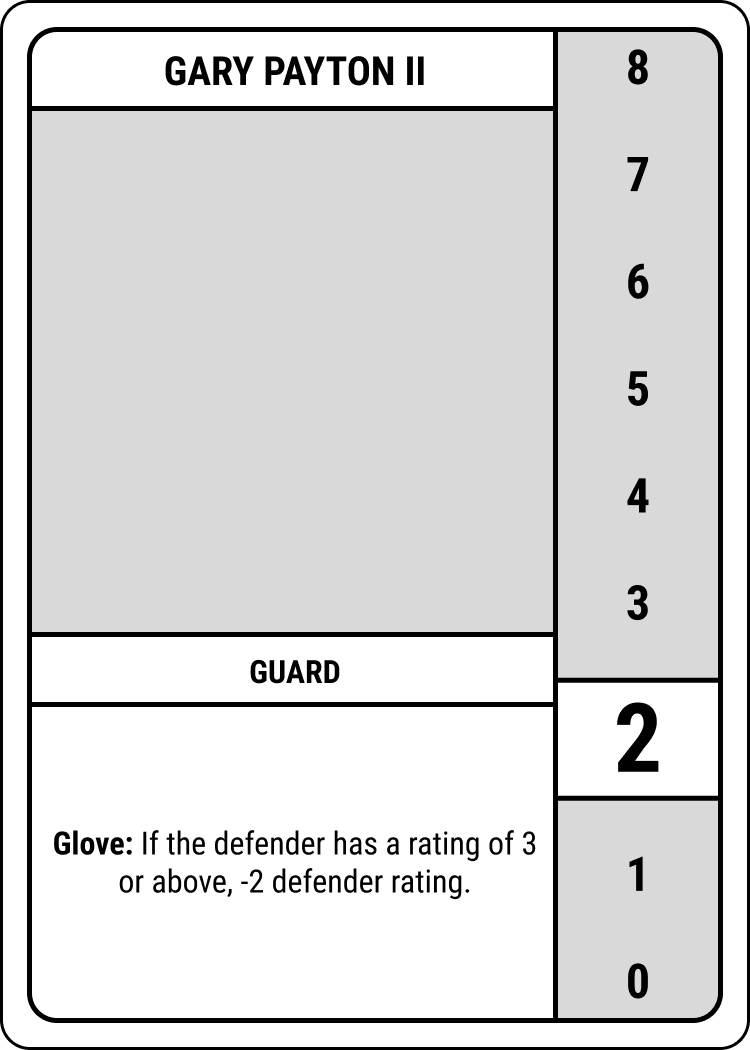 GARY PAYTON II
8
7
6
5
4
3
2
1
0
GUARD
Glove: If the defender has a rating of 3
or above, -2 defender rating.